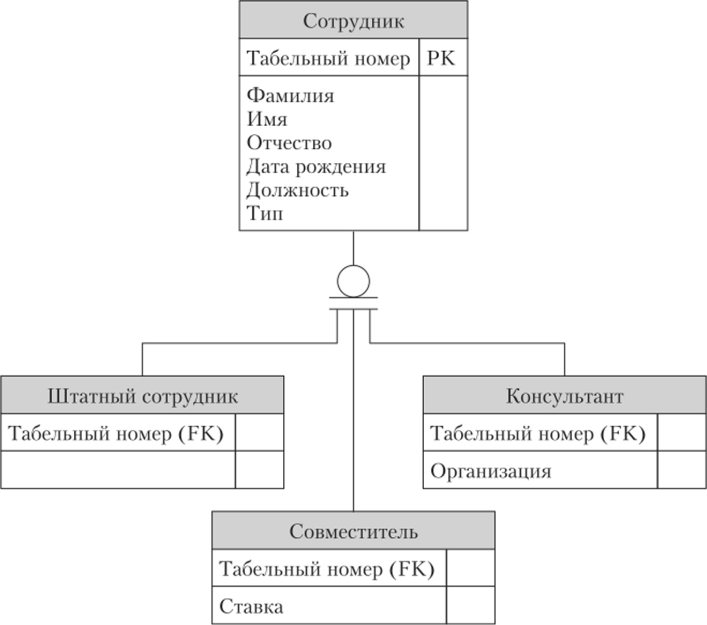 Сотрудник
Табельный номер PK
Фамилия
Имя
Отчество
Дата рождения
Должность
Тип
Штатный сотрудник
Табельный номер (FK)
Консультант
Табельный номер (FK)
Организация
Совместитель
Табельный номер (FK)
Ставка